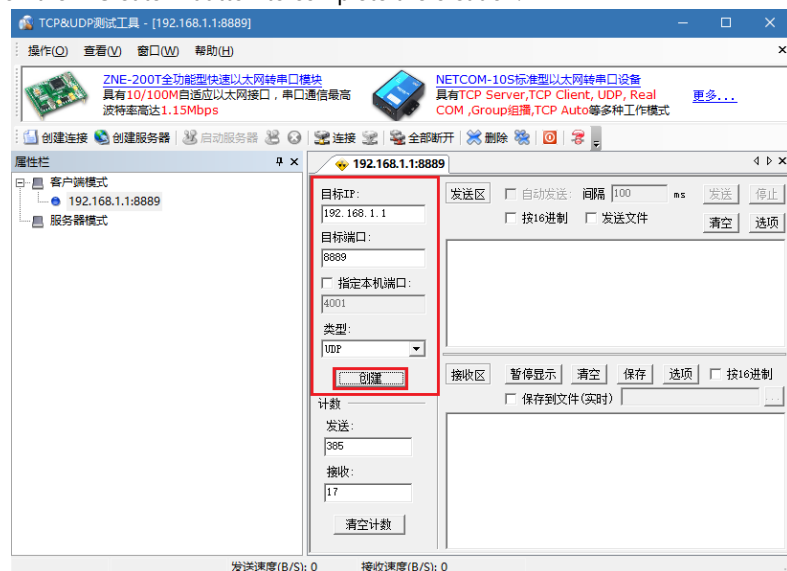 TCP&UDP测试工具 - [192.168.1.1:8889]
操作(O) 查看(V) 窗口(W) 帮助(H)
ZNE-200T全功能型快速以太网转串口模块
具有10/100M自适应以太网接口，串口通信最高
波特率高达1.15Mbps
NETCOM-10S标准型以太网转串口设备
具有TCP Server,TCP Client, UDP, Real
COM ,Group组播,TCP Auto等多种工作模式
更多...
创建连接 创建服务器 启动服务器 连接 全部断开 删除
属性栏
客户端模式
192.168.1.1:8889
服务器模式
192.168.1.1:8889
目标IP:
192.168.1.1
目标端口:
8889
指定本机端口:
4001
类型:
UDP
创建
计数
发送:
385
接收:
17
清空计数
发送区 自动发送: 间隔 100 ms 发送 停止
按16进制 发送文件 清空 选项
接收区 暂停显示 清空 保存 选项 按16进制
保存到文件(实时) ...
发送速度(B/S): 0 接收速度(B/S): 0